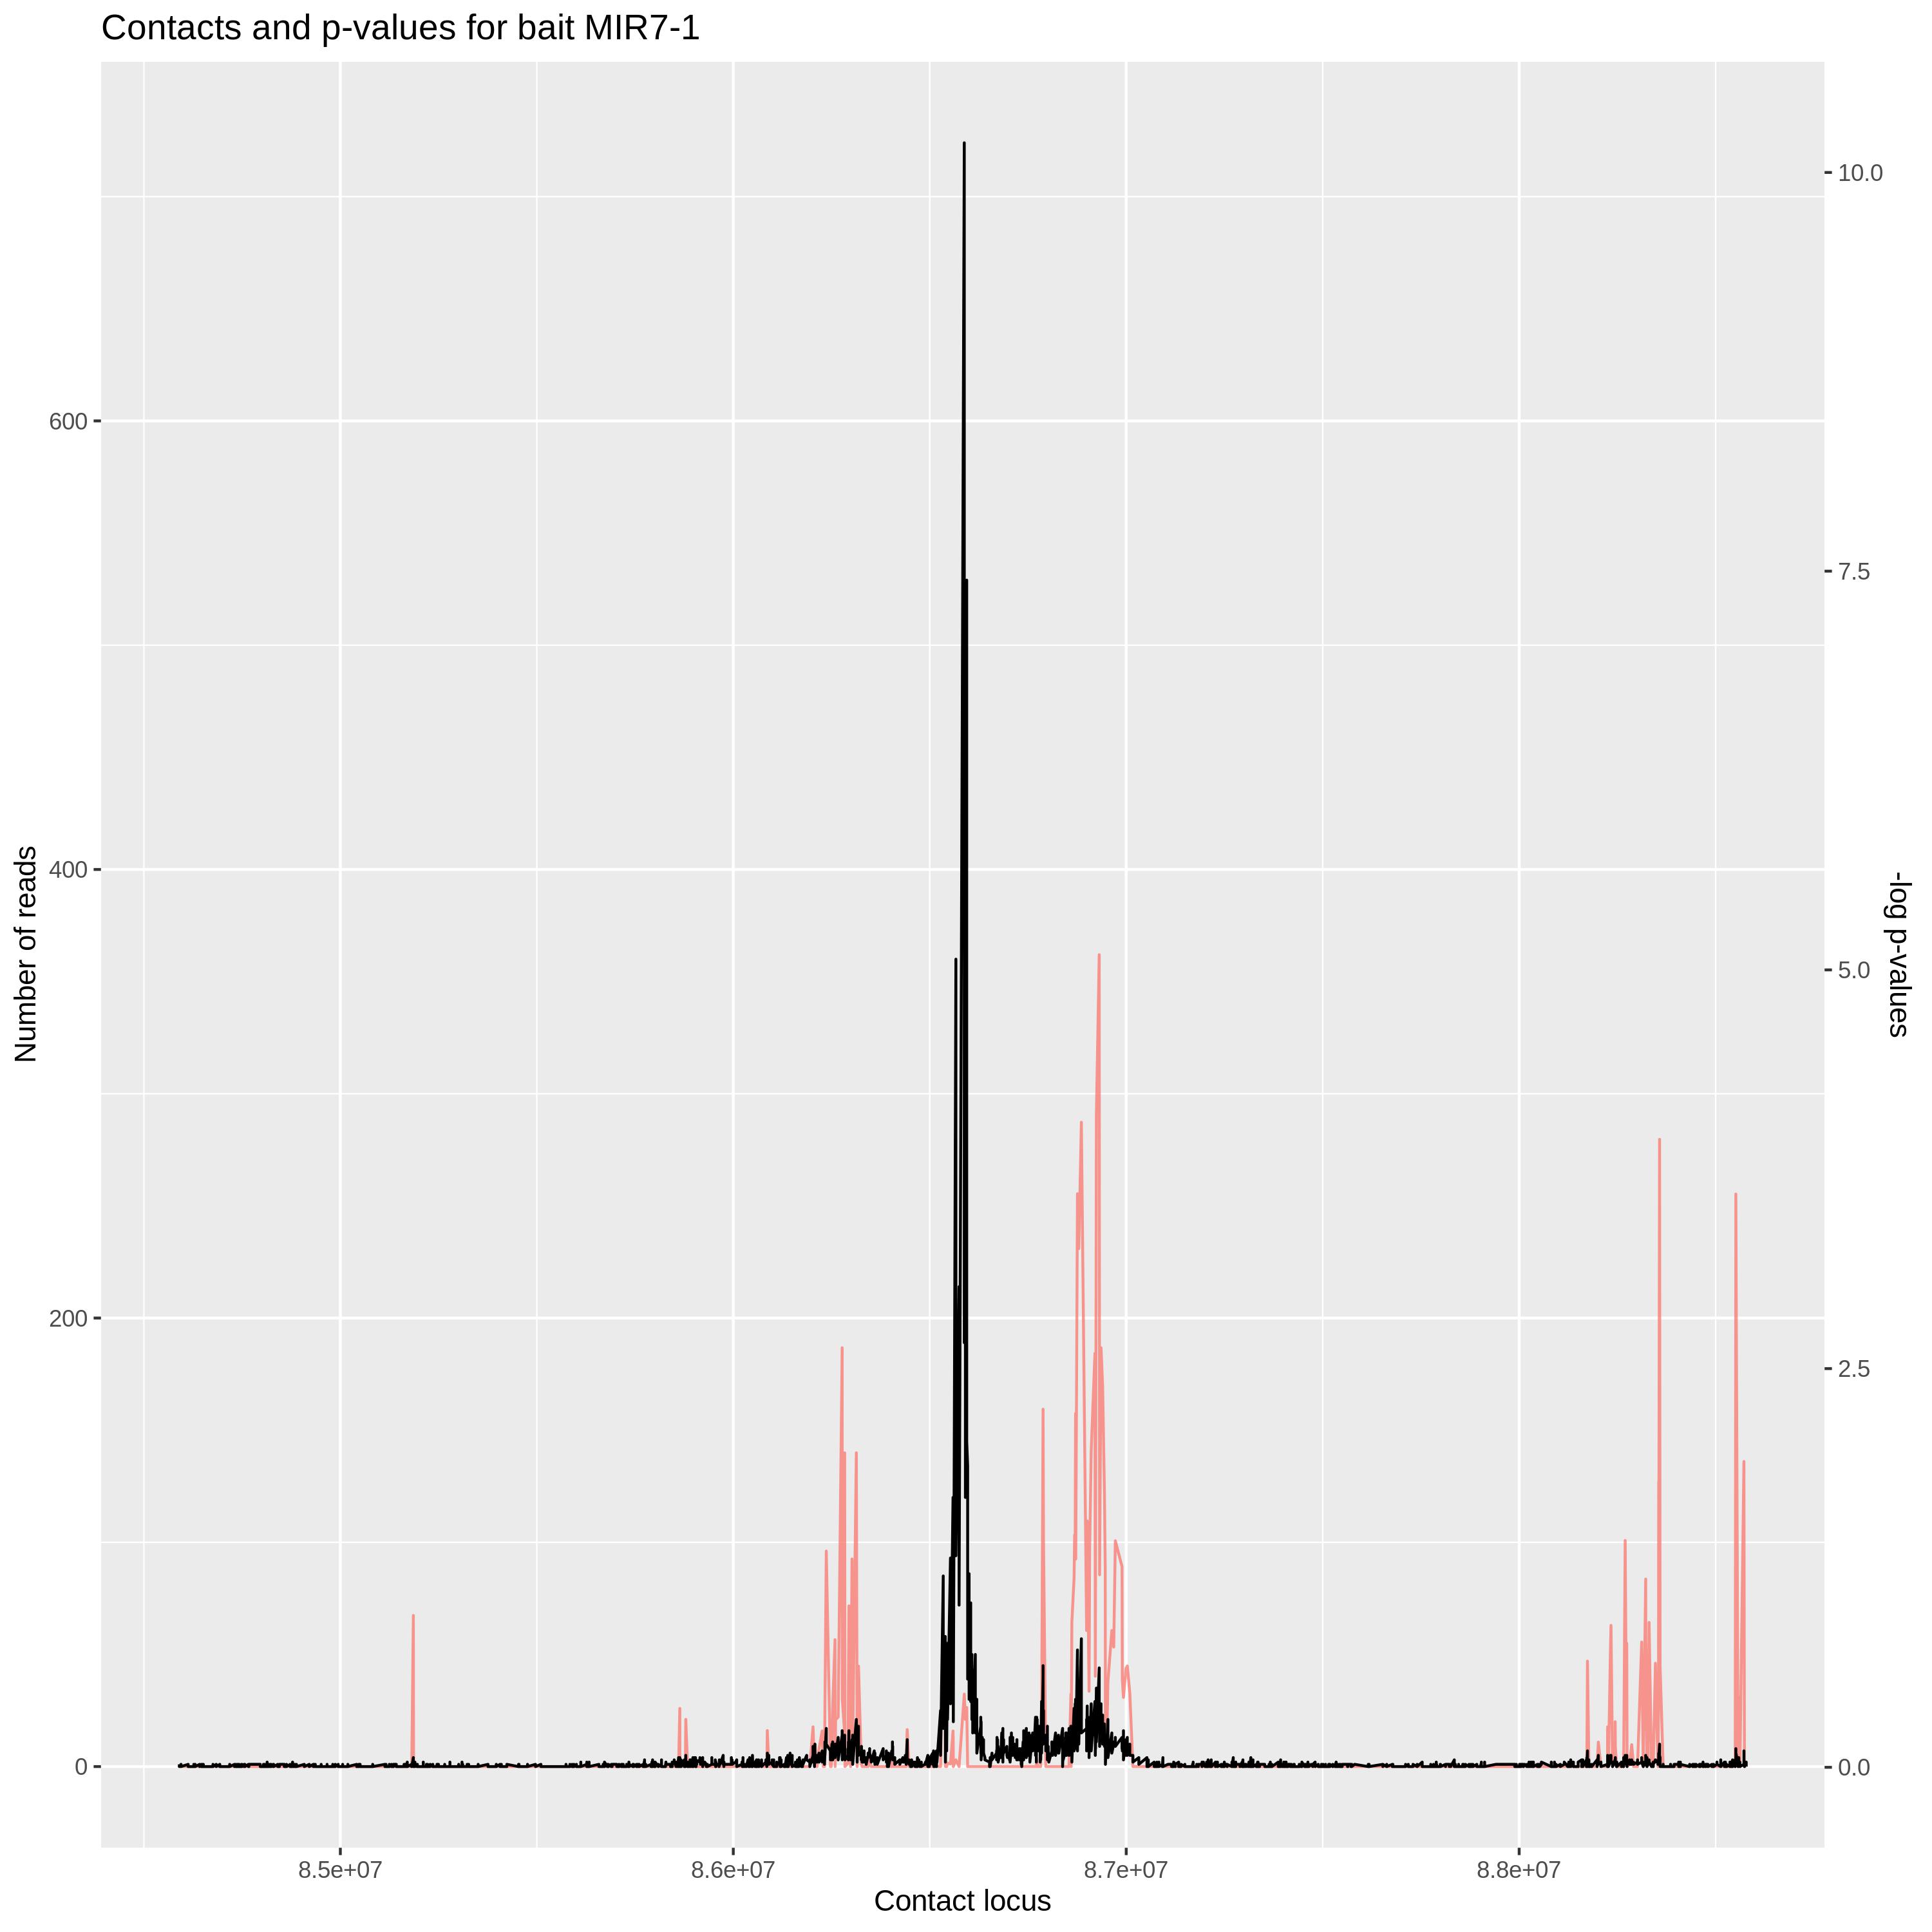 Contacts and p-values for bait MIR7-1
Number of reads
600
400
200
0
10.0
7.5
5.0
2.5
0.0
-log p-values
8.5e+07 8.6e+07 8.7e+07 8.8e+07
Contact locus